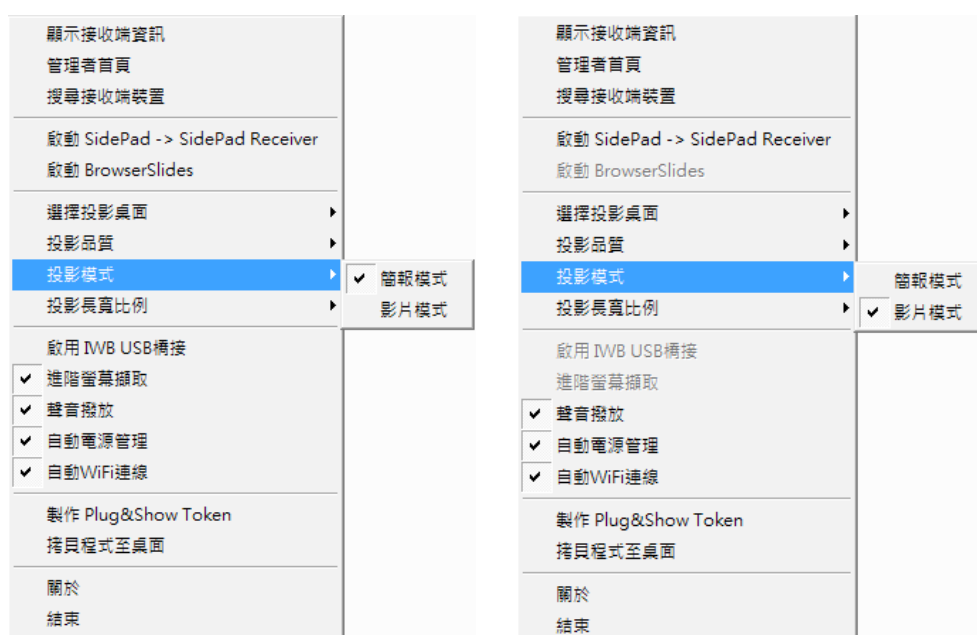 顯示接收端資訊
管理者首頁
搜尋接收端裝置
啟動 SidePad -> SidePad Receiver
啟動 BrowserSlides
選擇投影桌面
投影品質
投影模式
簡報模式
影片模式
投影長寬比例
啟用 IWB USB橋接
進階螢幕擷取
聲音撥放
自動電源管理
自動WiFi連線
製作 Plug&Show Token
拷貝程式至桌面
關於
結束
顯示接收端資訊
管理者首頁
搜尋接收端裝置
啟動 SidePad -> SidePad Receiver
啟動 BrowserSlides
選擇投影桌面
投影品質
投影模式
簡報模式
影片模式
投影長寬比例
啟用 IWB USB橋接
進階螢幕擷取
聲音撥放
自動電源管理
自動WiFi連線
製作 Plug&Show Token
拷貝程式至桌面
關於
結束